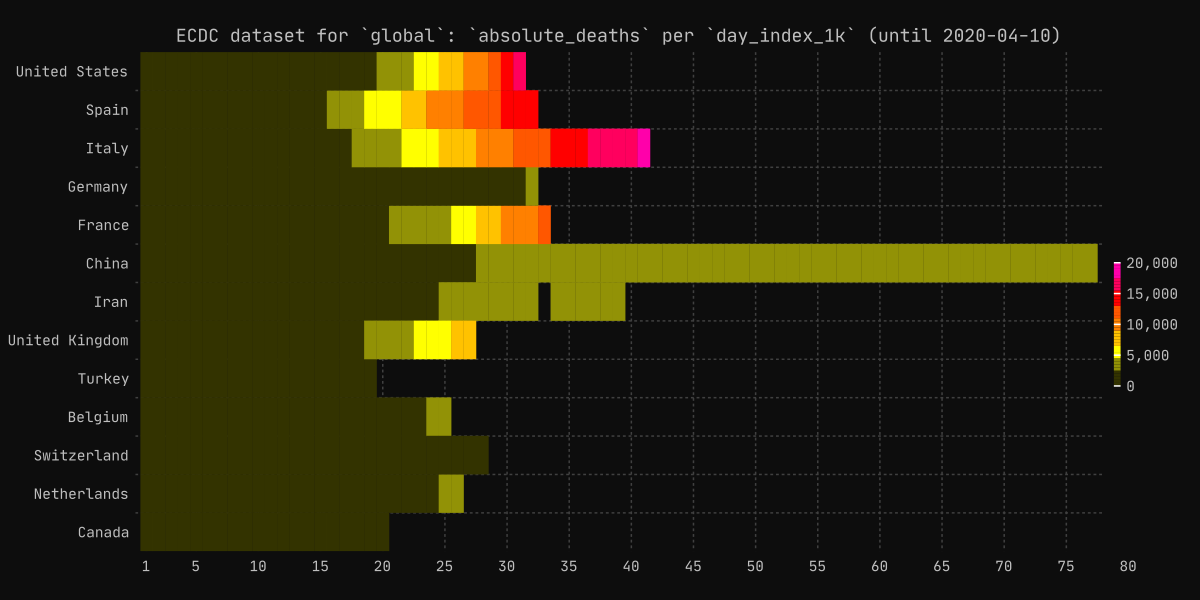 ECDC dataset for `global`: `absolute_deaths` per `day_index_1k` (until 2020-04-10)
United States
Spain
Italy
Germany
France
China
Iran
United Kingdom
Turkey
Belgium
Switzerland
Netherlands
Canada
20,000
15,000
10,000
5,000
0
1 5 10 15 20 25 30 35 40 45 50 55 60 65 70 75 80